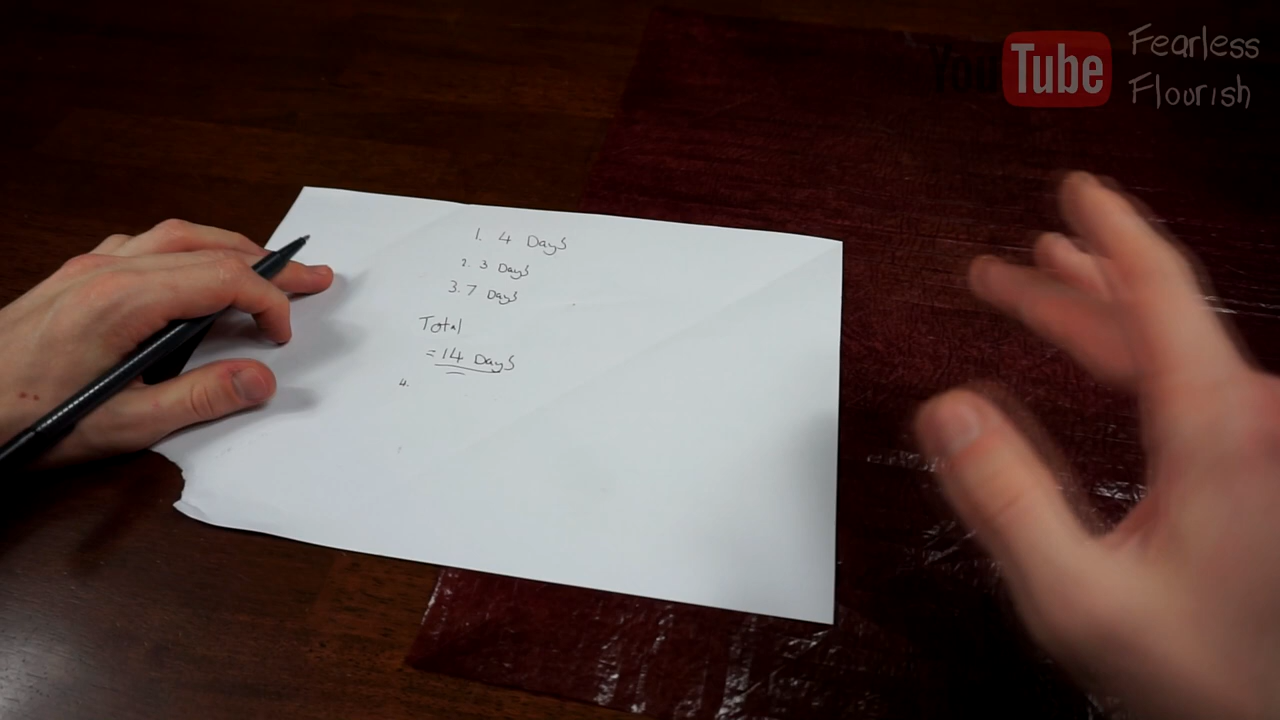 YouTube
Fearless
Flourish
1. 4 Days
2. 3 Days
3. 7 Days
Total
= 14 Days
4.